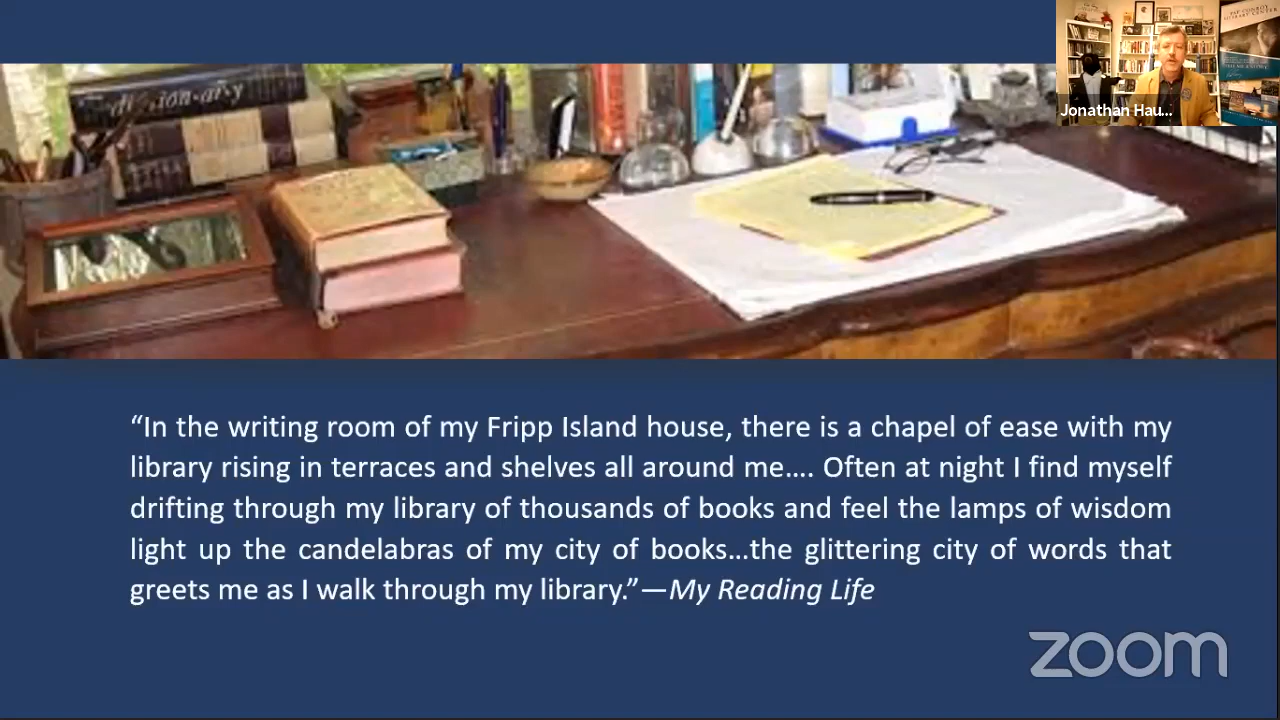 Jonathan Hau...
dictionary
“In the writing room of my Fripp Island house, there is a chapel of ease with my
library rising in terraces and shelves all around me…. Often at night I find myself
drifting through my library of thousands of books and feel the lamps of wisdom
light up the candelabras of my city of books…the glittering city of words that
greets me as I walk through my library.”—My Reading Life
zoom